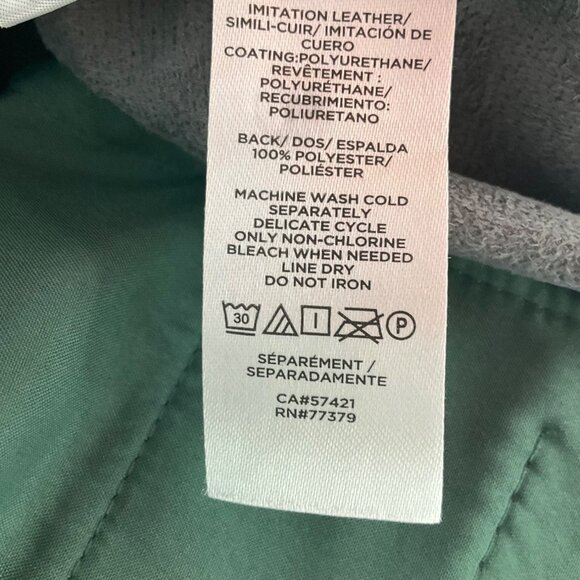 IMITATION LEATHER/
SIMILI-CUIR/ IMITACIÓN DE
CUERO
COATING:POLYURETHANE/
REVÊTEMENT :
POLYURÉTHANE/
RECUBRIMIENTO:
POLIURETANO
BACK/ DOS/ ESPALDA
100% POLYESTER/
POLIÉSTER
MACHINE WASH COLD
SEPARATELY
DELICATE CYCLE
ONLY NON-CHLORINE
BLEACH WHEN NEEDED
LINE DRY
DO NOT IRON
30 P
SÉPARÉMENT /
SEPARADAMENTE
CA#57421
RN#77379